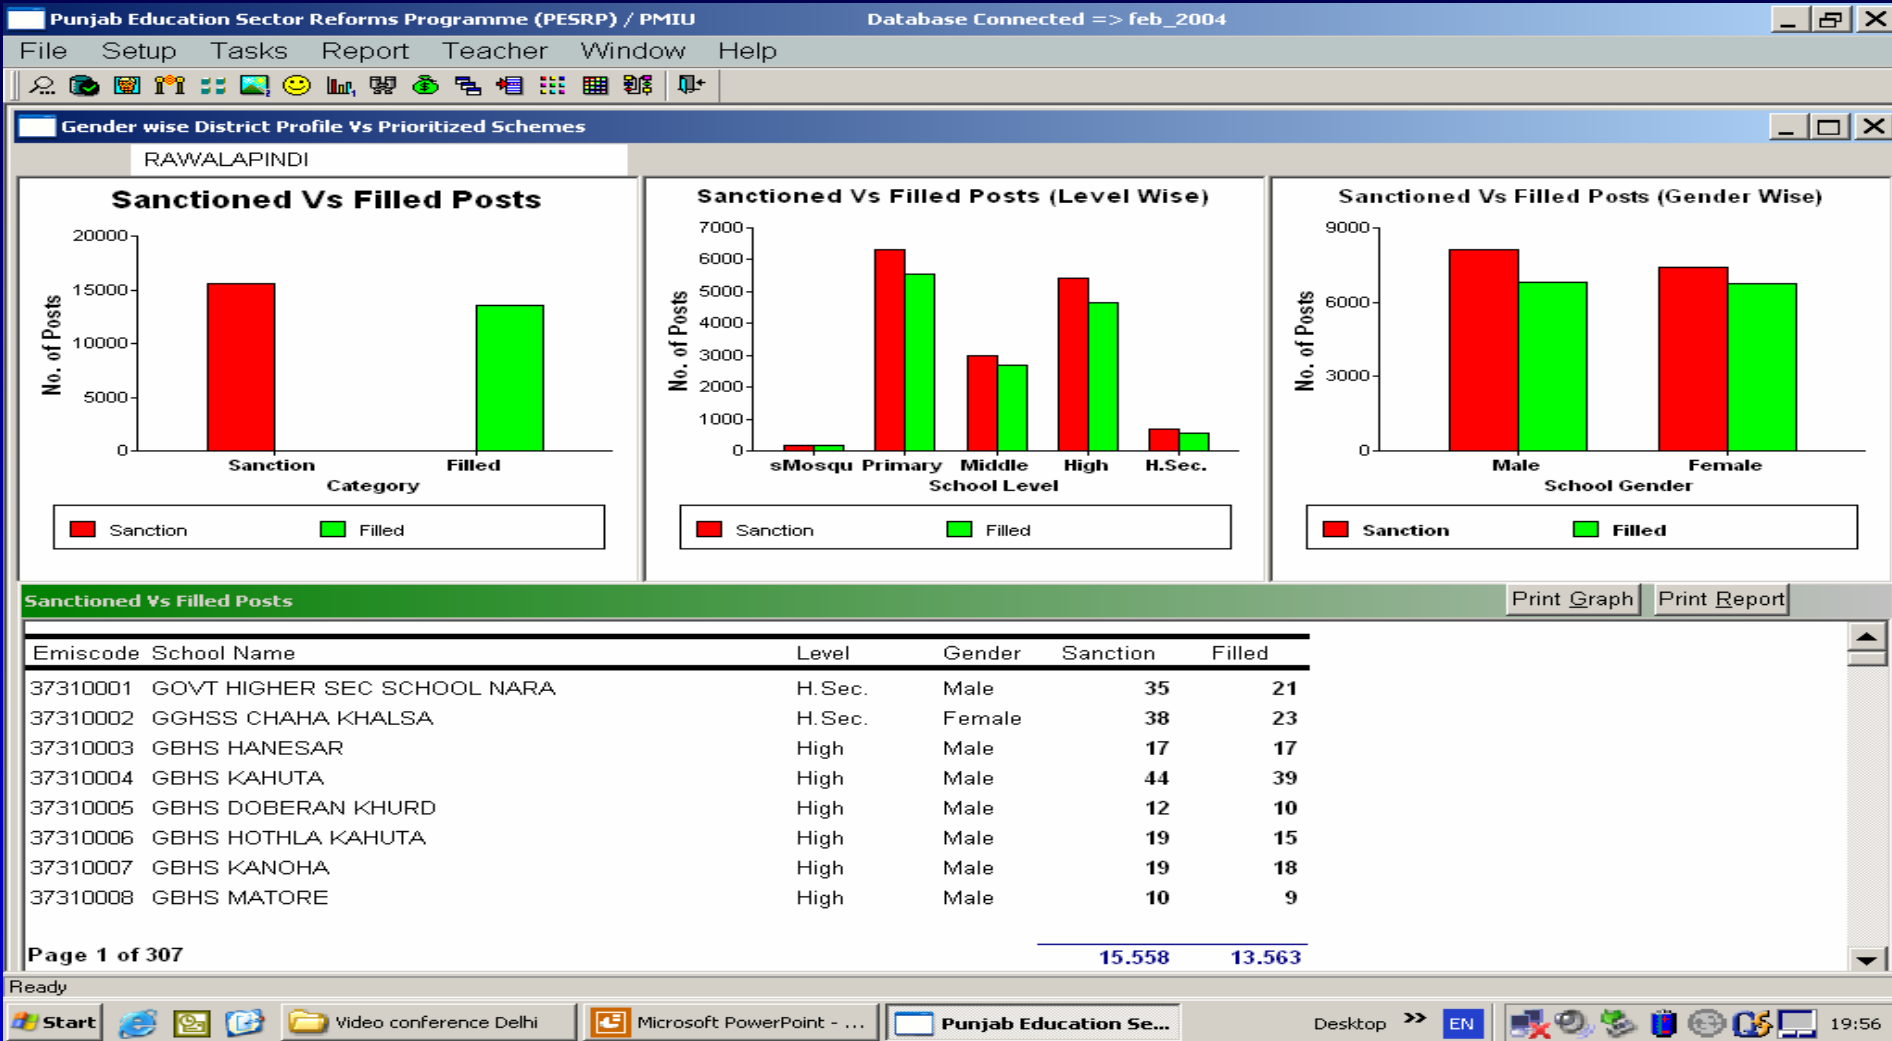 Punjab Education Sector Reforms Programme (PESRP) / PMIU Database Connected => feb_2004
File Setup Tasks Report Teacher Window Help
Gender wise District Profile Vs Prioritized Schemes
RAWALAPINDI
Sanctioned Vs Filled Posts
20000
15000
10000
5000
0
No. of Posts
Sanction Filled
Category
Sanction Filled
Sanctioned Vs Filled Posts (Level Wise)
7000
6000
5000
4000
3000
2000
1000
0
No. of Posts
sMosqu Primary Middle High H.Sec.
School Level
Sanction Filled
Sanctioned Vs Filled Posts (Gender Wise)
9000
6000
3000
0
No. of Posts
Male Female
School Gender
Sanction Filled
Sanctioned Vs Filled Posts Print Graph Print Report
Emiscode School Name Level Gender Sanction Filled
37310001 GOVT HIGHER SEC SCHOOL NARA H.Sec. Male 35 21
37310002 GGHSS CHAHA KHALSA H.Sec. Female 38 23
37310003 GBHS HANESAR High Male 17 17
37310004 GBHS KAHUTA High Male 44 39
37310005 GBHS DOBERAN KHURD High Male 12 10
37310006 GBHS HOTHLA KAHUTA High Male 19 15
37310007 GBHS KANOHA High Male 19 18
37310008 GBHS MATORE High Male 10 9
Page 1 of 307 15.558 13.563
Ready
Start Video conference Delhi Microsoft PowerPoint - ... Punjab Education Se... Desktop >> EN 19:56